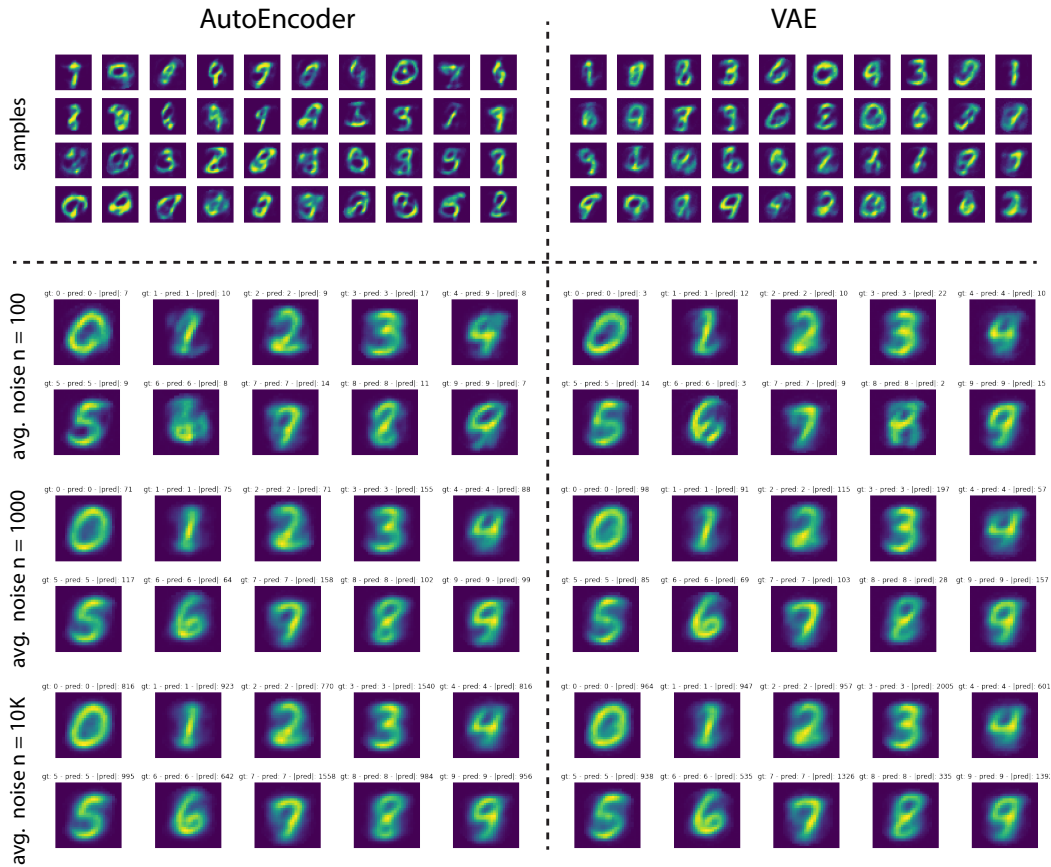 AutoEncoder VAE
samples
avg. noise n = 100
gt: 0 - pred: 0 - |pred|: 7 gt: 1 - pred: 1 - |pred|: 10 gt: 2 - pred: 2 - |pred|: 9 gt: 3 - pred: 3 - |pred|: 17 gt: 4 - pred: 9 - |pred|: 8
gt: 5 - pred: 5 - |pred|: 9 gt: 6 - pred: 6 - |pred|: 8 gt: 7 - pred: 7 - |pred|: 14 gt: 8 - pred: 8 - |pred|: 11 gt: 9 - pred: 9 - |pred|: 7
gt: 0 - pred: 0 - |pred|: 3 gt: 1 - pred: 1 - |pred|: 12 gt: 2 - pred: 2 - |pred|: 10 gt: 3 - pred: 3 - |pred|: 22 gt: 4 - pred: 4 - |pred|: 10
gt: 5 - pred: 5 - |pred|: 14 gt: 6 - pred: 6 - |pred|: 3 gt: 7 - pred: 7 - |pred|: 9 gt: 8 - pred: 8 - |pred|: 2 gt: 9 - pred: 9 - |pred|: 15
avg. noise n = 1000
gt: 0 - pred: 0 - |pred|: 71 gt: 1 - pred: 1 - |pred|: 75 gt: 2 - pred: 2 - |pred|: 71 gt: 3 - pred: 3 - |pred|: 155 gt: 4 - pred: 4 - |pred|: 88
gt: 5 - pred: 5 - |pred|: 117 gt: 6 - pred: 6 - |pred|: 64 gt: 7 - pred: 7 - |pred|: 158 gt: 8 - pred: 8 - |pred|: 102 gt: 9 - pred: 9 - |pred|: 99
gt: 0 - pred: 0 - |pred|: 98 gt: 1 - pred: 1 - |pred|: 91 gt: 2 - pred: 2 - |pred|: 115 gt: 3 - pred: 3 - |pred|: 197 gt: 4 - pred: 4 - |pred|: 57
gt: 5 - pred: 5 - |pred|: 85 gt: 6 - pred: 6 - |pred|: 69 gt: 7 - pred: 7 - |pred|: 103 gt: 8 - pred: 8 - |pred|: 28 gt: 9 - pred: 9 - |pred|: 157
avg. noise n = 10K
gt: 0 - pred: 0 - |pred|: 816 gt: 1 - pred: 1 - |pred|: 923 gt: 2 - pred: 2 - |pred|: 770 gt: 3 - pred: 3 - |pred|: 1540 gt: 4 - pred: 4 - |pred|: 816
gt: 5 - pred: 5 - |pred|: 995 gt: 6 - pred: 6 - |pred|: 642 gt: 7 - pred: 7 - |pred|: 1558 gt: 8 - pred: 8 - |pred|: 984 gt: 9 - pred: 9 - |pred|: 956
gt: 0 - pred: 0 - |pred|: 964 gt: 1 - pred: 1 - |pred|: 947 gt: 2 - pred: 2 - |pred|: 957 gt: 3 - pred: 3 - |pred|: 2005 gt: 4 - pred: 4 - |pred|: 601
gt: 5 - pred: 5 - |pred|: 938 gt: 6 - pred: 6 - |pred|: 535 gt: 7 - pred: 7 - |pred|: 1326 gt: 8 - pred: 8 - |pred|: 335 gt: 9 - pred: 9 - |pred|: 139